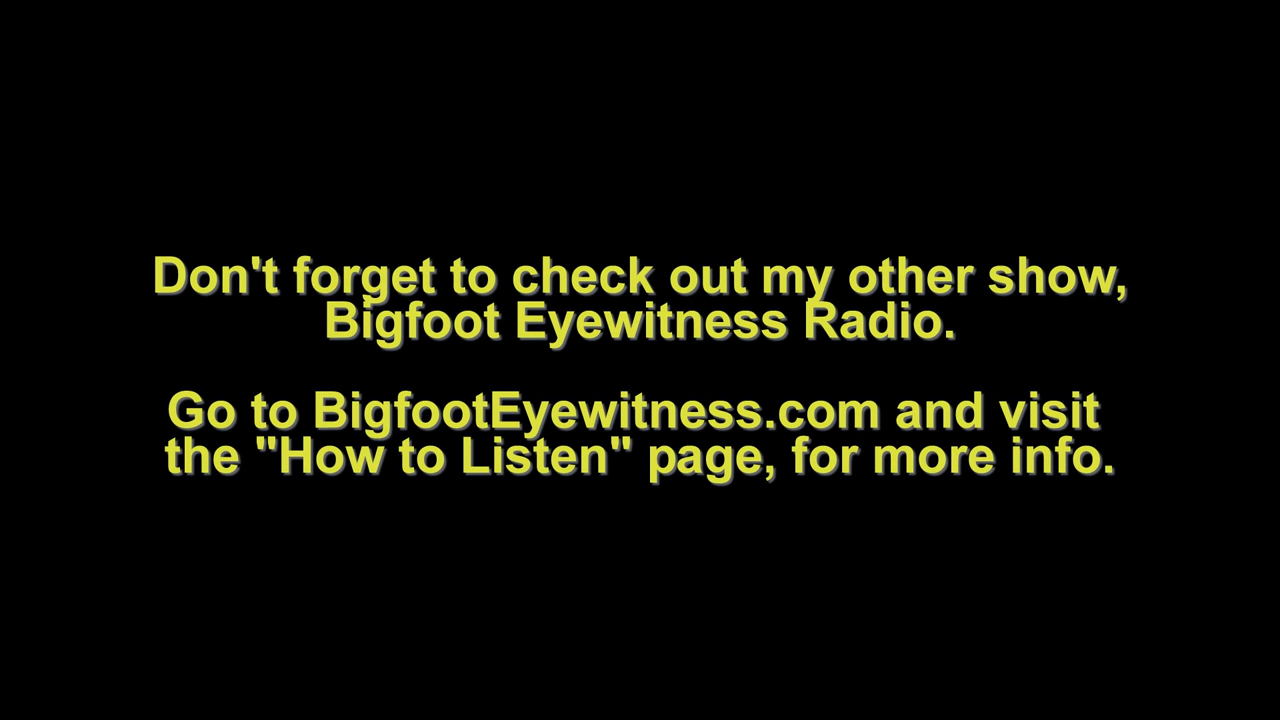 Don't forget to check out my other show,
Bigfoot Eyewitness Radio.
Go to BigfootEyewitness.com and visit
the "How to Listen" page, for more info.